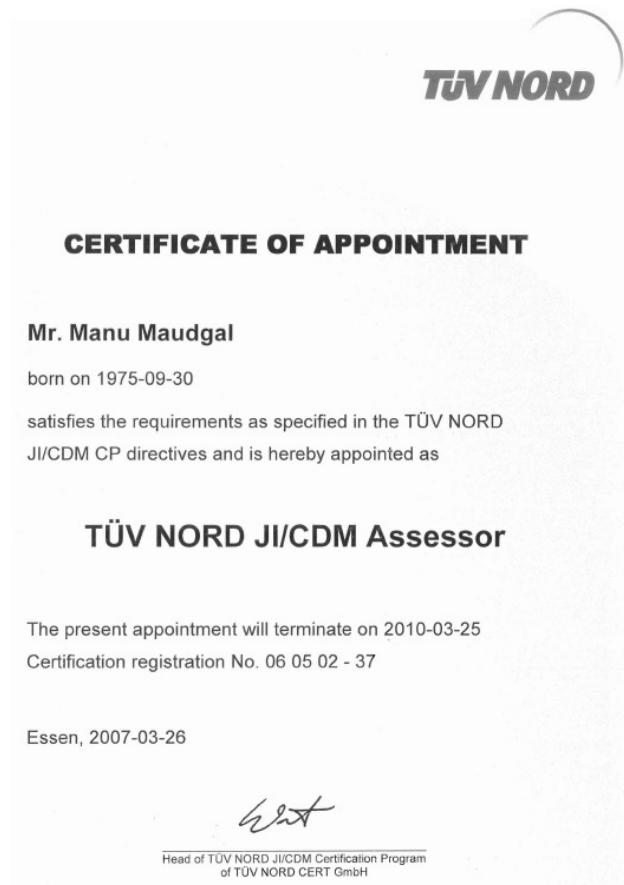 TÜV NORD
CERTIFICATE OF APPOINTMENT
Mr. Manu Maudgal
born on 1975-09-30
satisfies the requirements as specified in the TÜV NORD
JI/CDM CP directives and is hereby appointed as
TÜV NORD JI/CDM Assessor
The present appointment will terminate on 2010-03-25
Certification registration No. 06 05 02 - 37
Essen, 2007-03-26
Head of TÜV NORD JI/CDM Certification Program
of TÜV NORD CERT GmbH